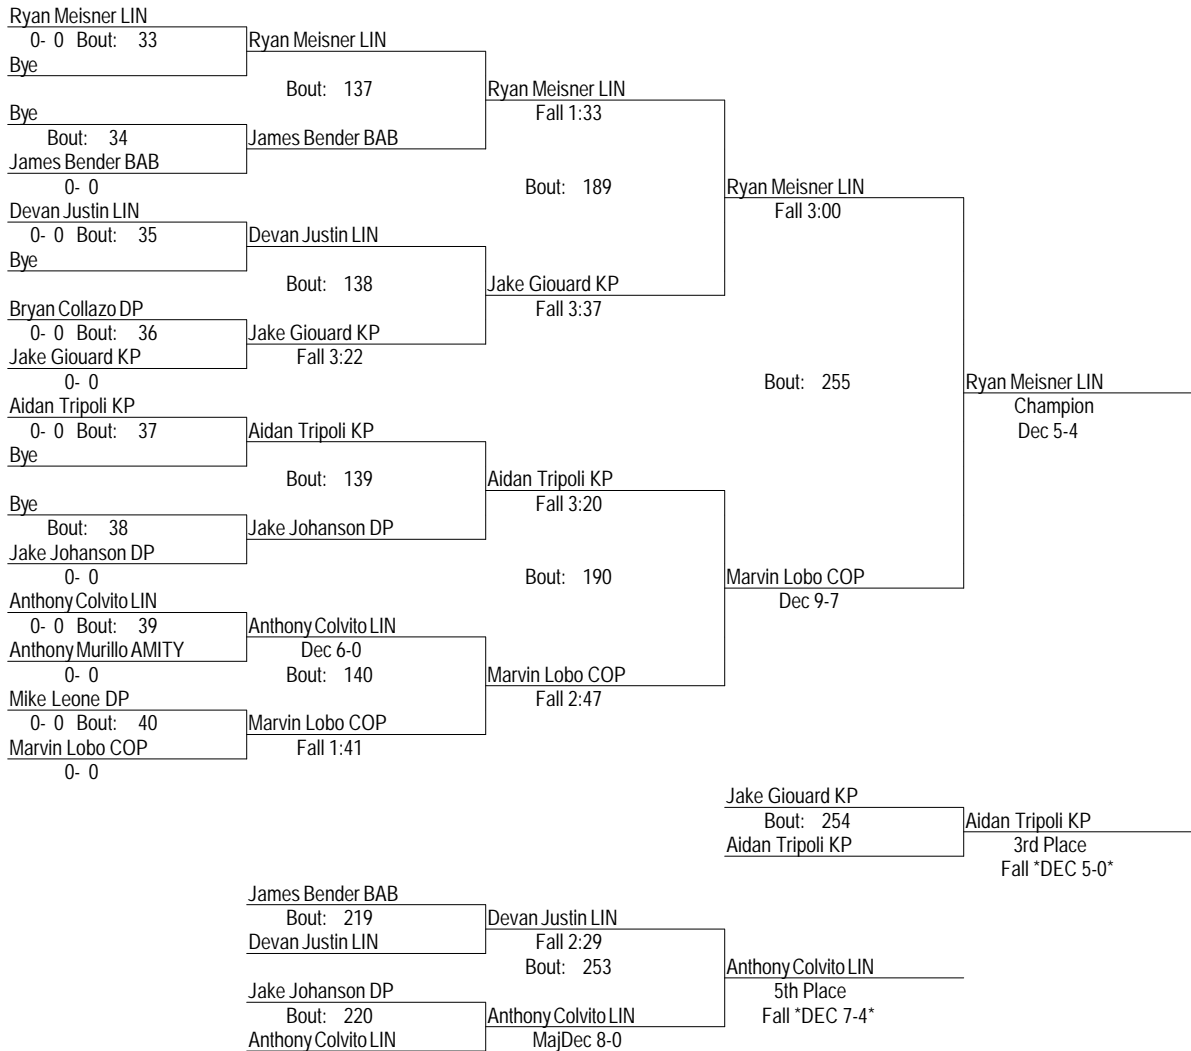 Ryan Meisner LIN
0- 0 Bout: 33
Bye
Ryan Meisner LIN
Bout: 137
Bye
Bout: 34
James Bender BAB
James Bender BAB
0- 0
Ryan Meisner LIN
Fall 1:33
Bout: 189
Devan Justin LIN
0- 0 Bout: 35
Bye
Devan Justin LIN
Bout: 138
Bryan Collazo DP
0- 0 Bout: 36
Jake Giouard KP
0- 0
Jake Giouard KP
Fall 3:22
Jake Giouard KP
Fall 3:37
Ryan Meisner LIN
Fall 3:00
Bout: 255
Ryan Meisner LIN
Champion
Dec 5-4
Aidan Tripoli KP
0- 0 Bout: 37
Bye
Aidan Tripoli KP
Bout: 139
Bye
Bout: 38
Jake Johanson DP
0- 0
Jake Johanson DP
Aidan Tripoli KP
Fall 3:20
Bout: 190
Anthony Colvito LIN
0- 0 Bout: 39
Anthony Murillo AMITY
0- 0
Anthony Colvito LIN
Dec 6-0
Bout: 140
Mike Leone DP
0- 0 Bout: 40
Marvin Lobo COP
0- 0
Marvin Lobo COP
Fall 1:41
Marvin Lobo COP
Fall 2:47
Marvin Lobo COP
Dec 9-7
Jake Giouard KP
Bout: 254
Aidan Tripoli KP
Aidan Tripoli KP
3rd Place
Fall *DEC 5-0*
James Bender BAB
Bout: 219
Devan Justin LIN
Devan Justin LIN
Fall 2:29
Bout: 253
Jake Johanson DP
Bout: 220
Anthony Colvito LIN
Anthony Colvito LIN
MajDec 8-0
Anthony Colvito LIN
5th Place
Fall *DEC 7-4*